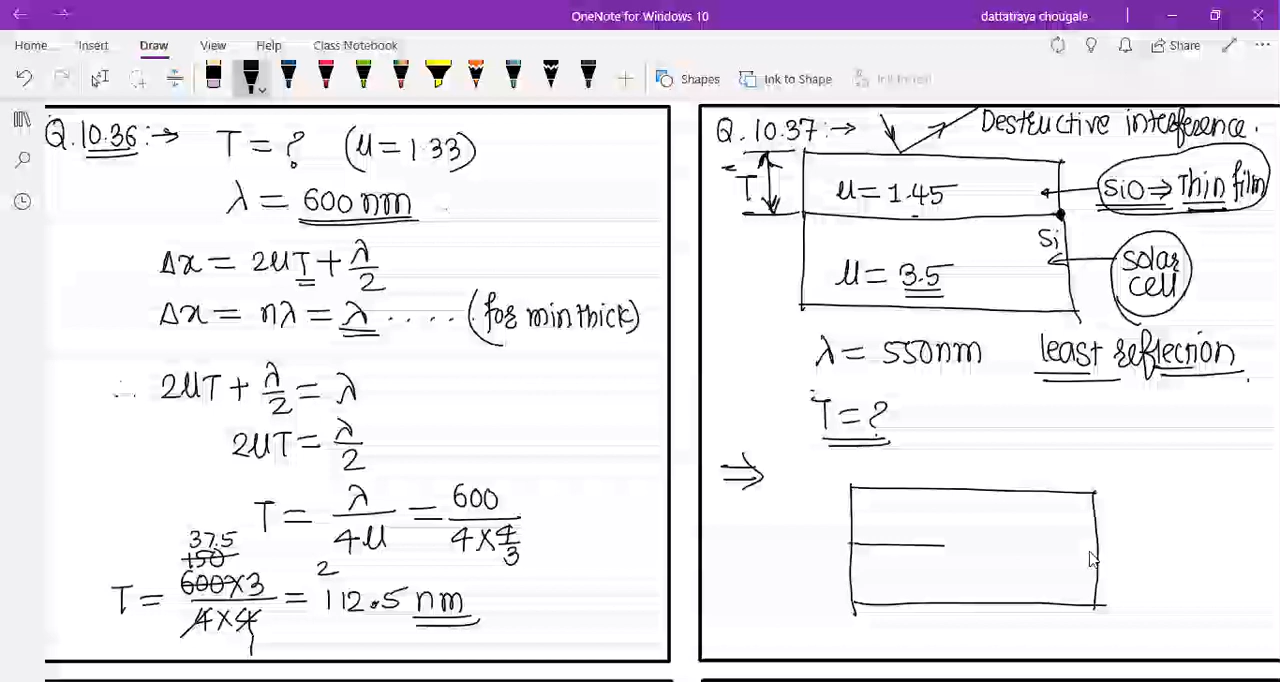 OneNote for Windows 10
dattatraya chougale
Home Insert Draw View Help Class Notebook
Share
Shapes Ink to Shape
Q. 10.36:→ T = ? (μ = 1.33)
λ = 600 nm
Δx = 2μT + λ/2
Δx = nλ = λ .... (for min thick)
∴ 2μT + λ/2 = λ
2μT = λ/2
T = λ/4μ = 600/(4 × 4/3)
37.5
150
T = 600×3/4×4 = 112.5 nm
2
1
Q. 10.37:→ Destructive interference.
T μ = 1.45 SiO ⇒ Thin film
Si
μ = 3.5 solar cell
λ = 550nm least reflection.
T = ?
⇒